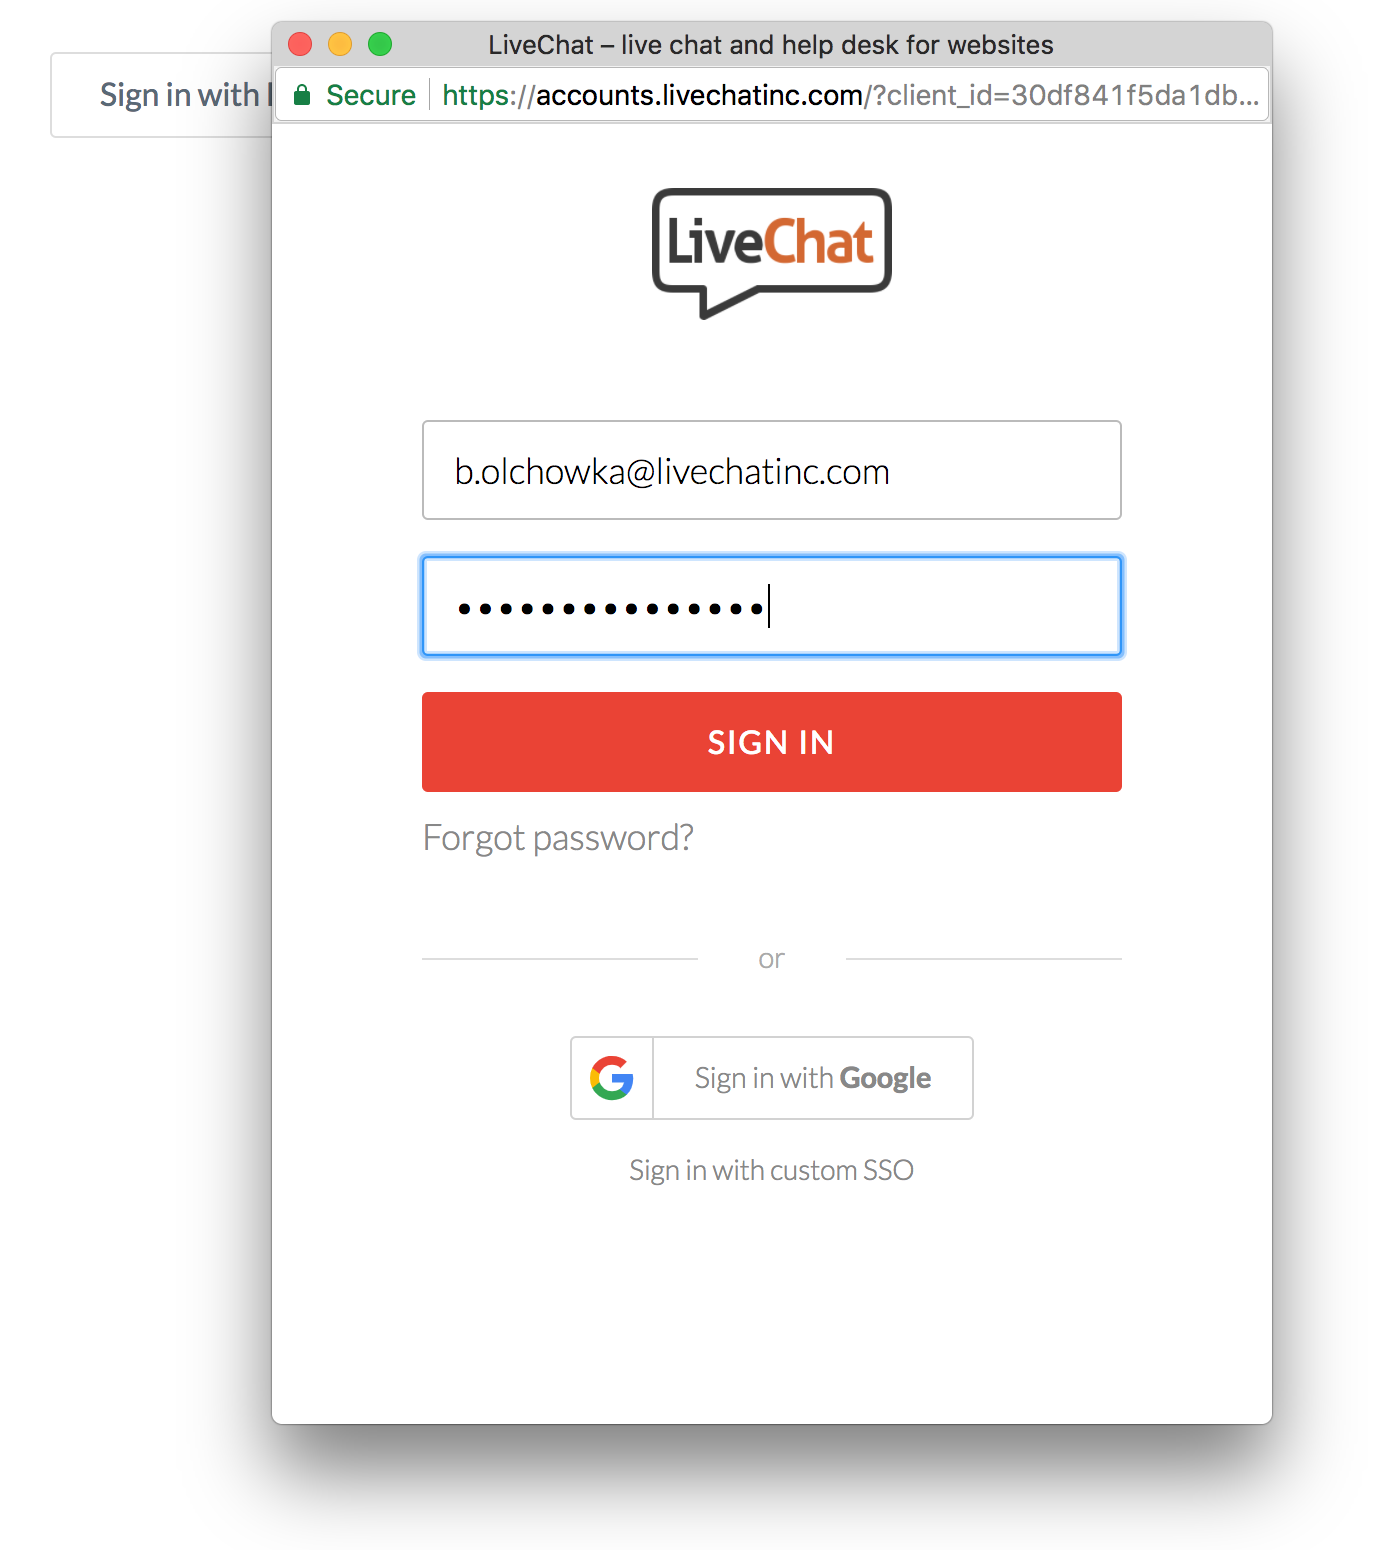 LiveChat – live chat and help desk for websites
Sign in with
Secure https://accounts.livechatinc.com/?client_id=30df841f5da1db...
LiveChat
b.olchowka@livechatinc.com
•••••••••••••••
SIGN IN
Forgot password?
or
Sign in with Google
Sign in with custom SSO